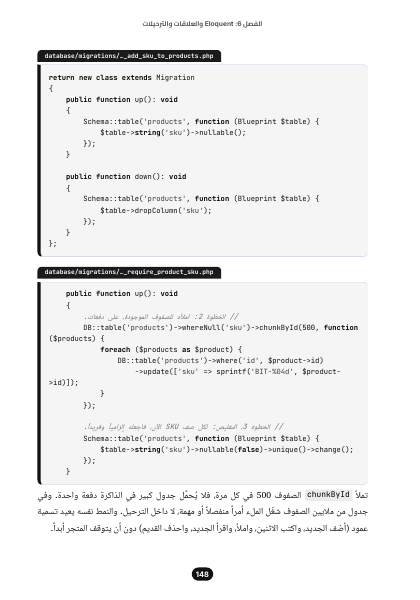 الفصل 6: Eloquent والعلاقات والترحيلات
database/migrations/…_add_sku_to_products.php
return new class extends Migration
{
    public function up(): void
    {
        Schema::table('products', function (Blueprint $table) {
            $table->string('sku')->nullable();
        });
    }

    public function down(): void
    {
        Schema::table('products', function (Blueprint $table) {
            $table->dropColumn('sku');
        });
    }
};
database/migrations/…_require_product_sku.php
    public function up(): void
    {
        // الخطوة 2: املأ الصفوف الموجودة، على دفعات.
        DB::table('products')->whereNull('sku')->chunkById(500, function
($products) {
            foreach ($products as $product) {
                DB::table('products')->where('id', $product->id)
                    ->update(['sku' => sprintf('BIT-%04d', $product-
>id)]);
            }
        });

        // الخطوة 3، التقليص: لكل صف SKU الآن، فاجعله إلزامياً وفريداً.
        Schema::table('products', function (Blueprint $table) {
            $table->string('sku')->nullable(false)->unique()->change();
        });
    }
تملأ chunkById الصفوف 500 في كل مرة، فلا يُحمَّل جدول كبير في الذاكرة دفعة واحدة. وفي
جدول من ملايين الصفوف شغّل الملء أمراً منفصلاً أو مهمة، لا داخل الترحيل. والنمط نفسه يعيد تسمية
عمود (أضف الجديد، واكتب الاثنين، واملأ، واقرأ الجديد، واحذف القديم) دون أن يتوقف المتجر أبداً.
148